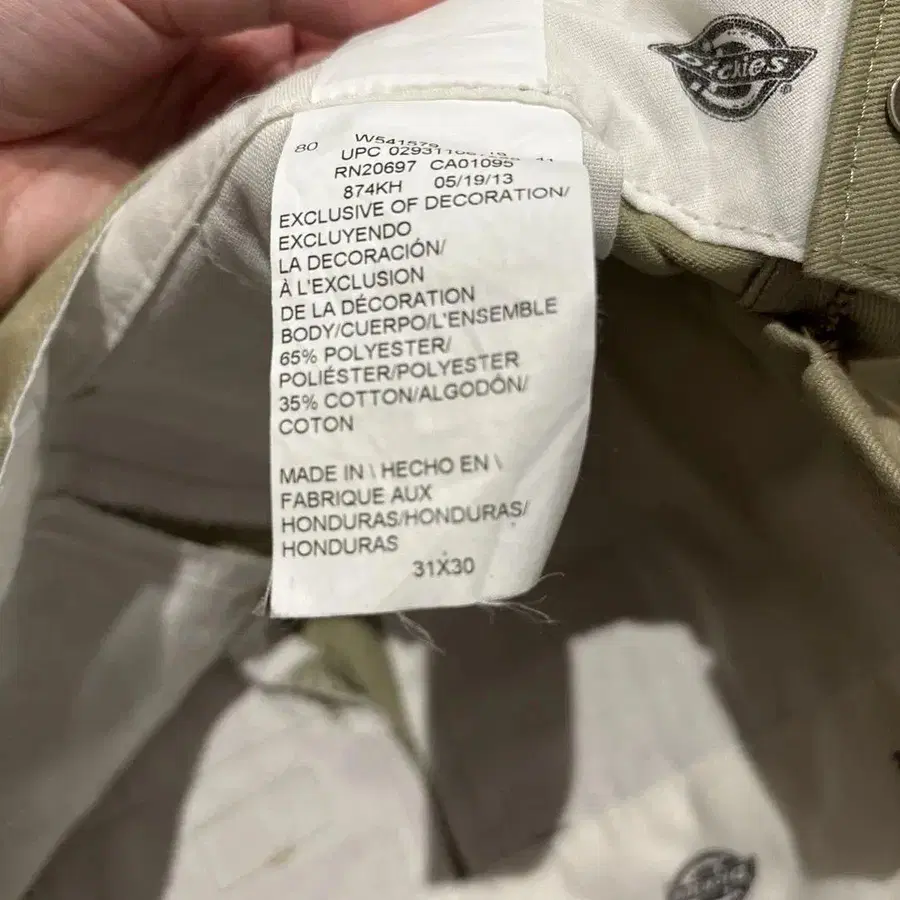 Dickies
80
W541579
UPC
RN20697 CA01095
874KH 05/19/13
EXCLUSIVE OF DECORATION/
EXCLUYENDO
LA DECORACIÓN/
À L'EXCLUSION
DE LA DÉCORATION
BODY/CUERPO/L'ENSEMBLE
65% POLYESTER/
POLIÉSTER/POLYESTER
35% COTTON/ALGODÓN/
COTON
MADE IN \ HECHO EN \
FABRIQUE AUX
HONDURAS/HONDURAS/
HONDURAS
31X30